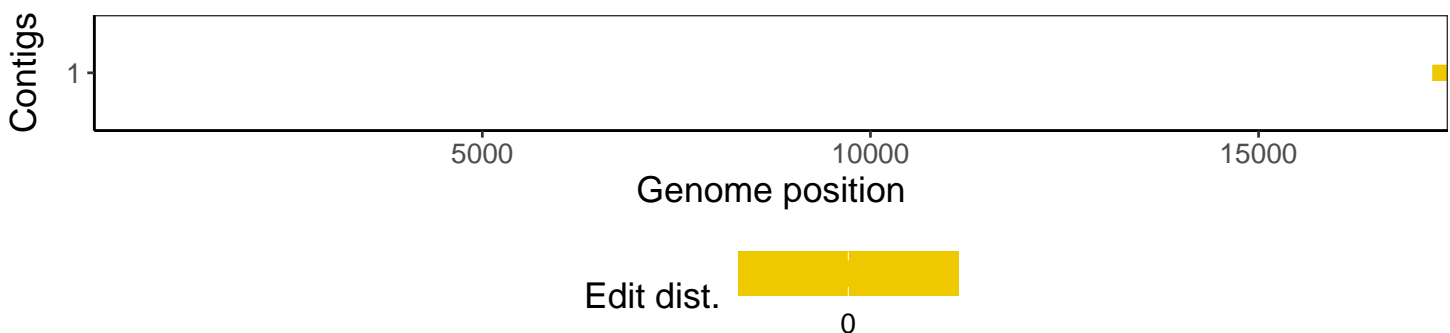 Contigs
1
5000 10000 15000
Genome position
Edit dist.
0